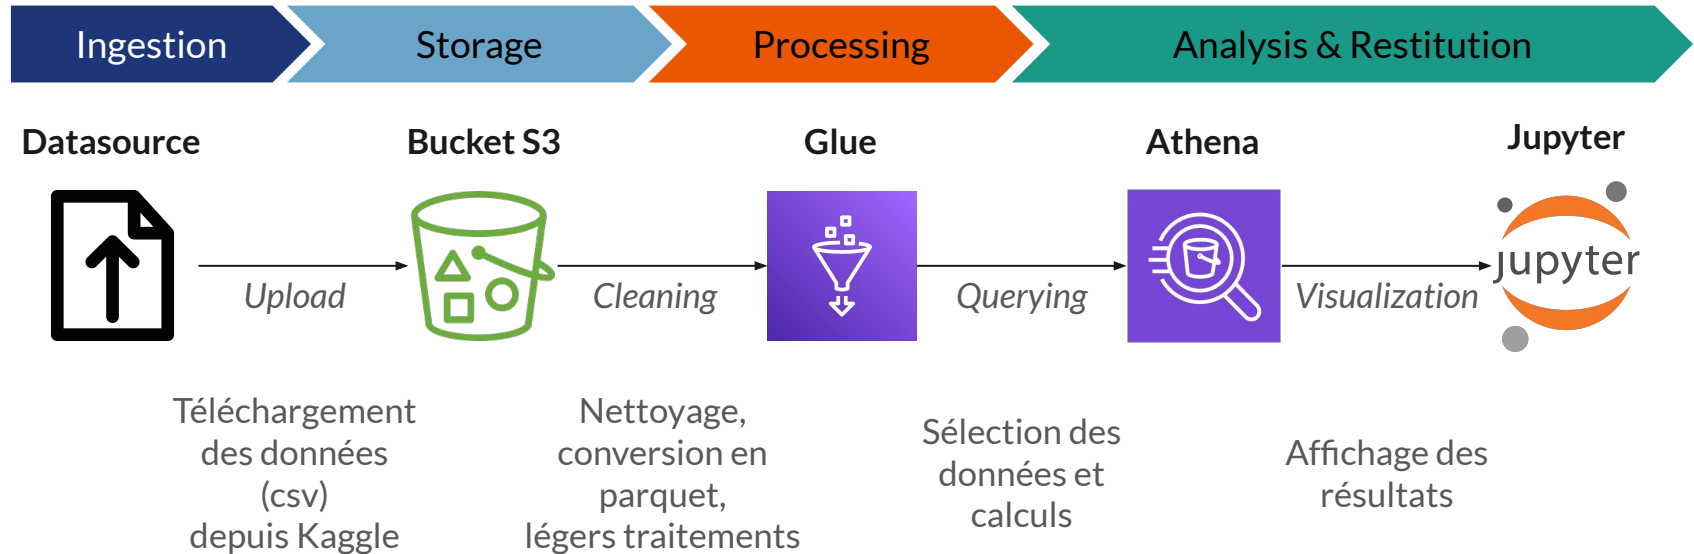 Ingestion
Storage
Processing
Analysis & Restitution
Datasource
Bucket S3
Glue
Athena
Jupyter
jupyter
Upload
Cleaning
Querying
Visualization
Téléchargement
des données
(csv)
depuis Kaggle
Nettoyage,
conversion en
parquet,
légers traitements
Sélection des
données et
calculs
Affichage des
résultats